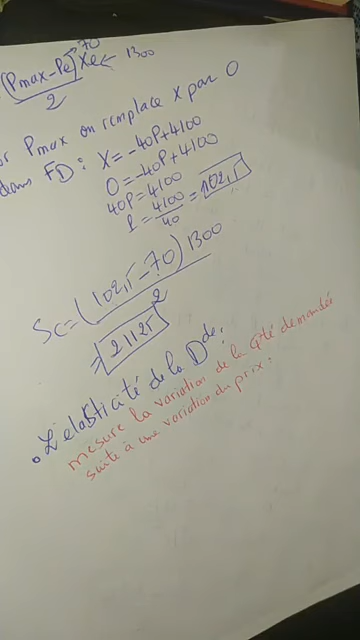 70
(Pmax-Pe)Xe ← 1300
2
Pmax on remplace X par 0
dans FD: X = -40P+4100
0 = -40P+4100
40P = 4100
P = 4100/40 = 102,5
Sc = (102,5-70)1300
2
= 21125
• L'élasticité de la Dde:
mesure la variation de la Qté demandée
suite à une variation du prix: